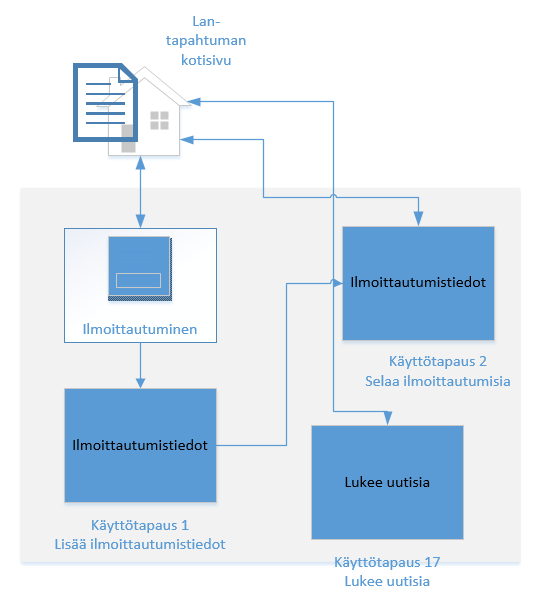 Lan-
tapahtuman
kotisivu
Ilmoittautuminen
Ilmoittautumistiedot
Käyttötapaus 2
Selaa ilmoittautumisia
Ilmoittautumistiedot
Käyttötapaus 1
Lisää ilmoittautumistiedot
Lukee uutisia
Käyttötapaus 17
Lukee uutisia